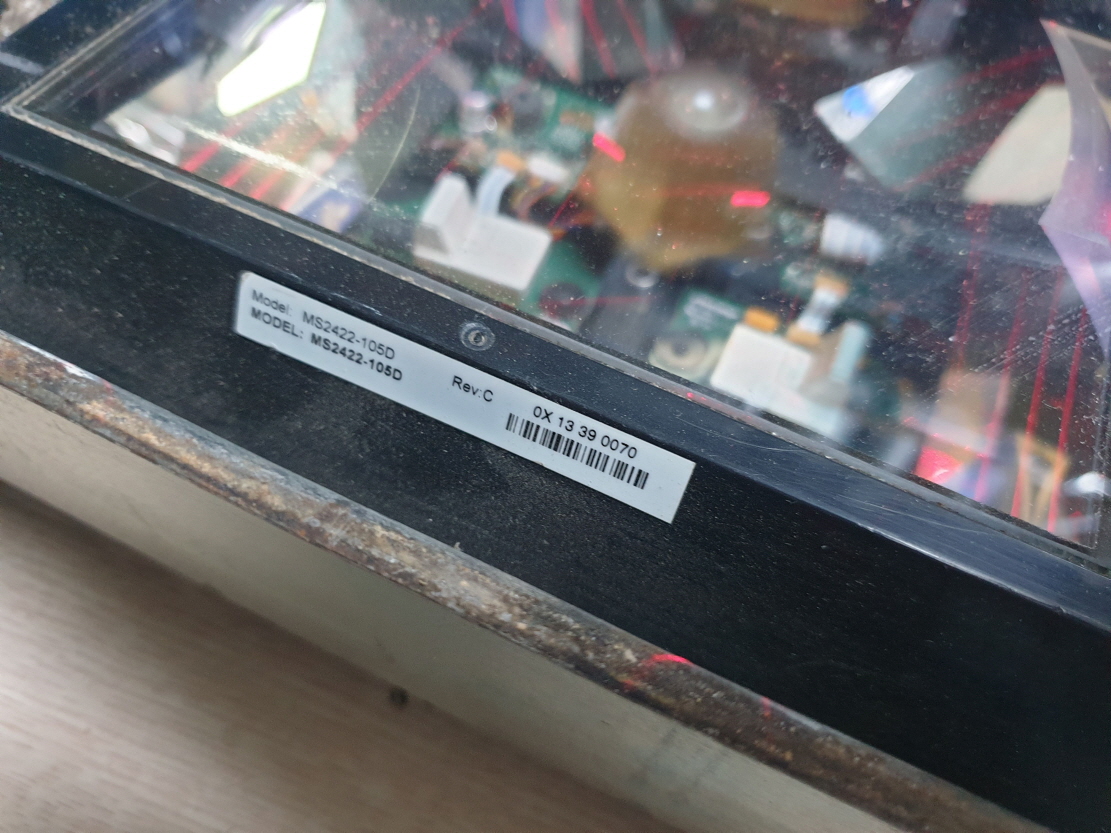 Model: MS2422-105D
MODEL: MS2422-105D
Rev:C
0X 13 39 0070